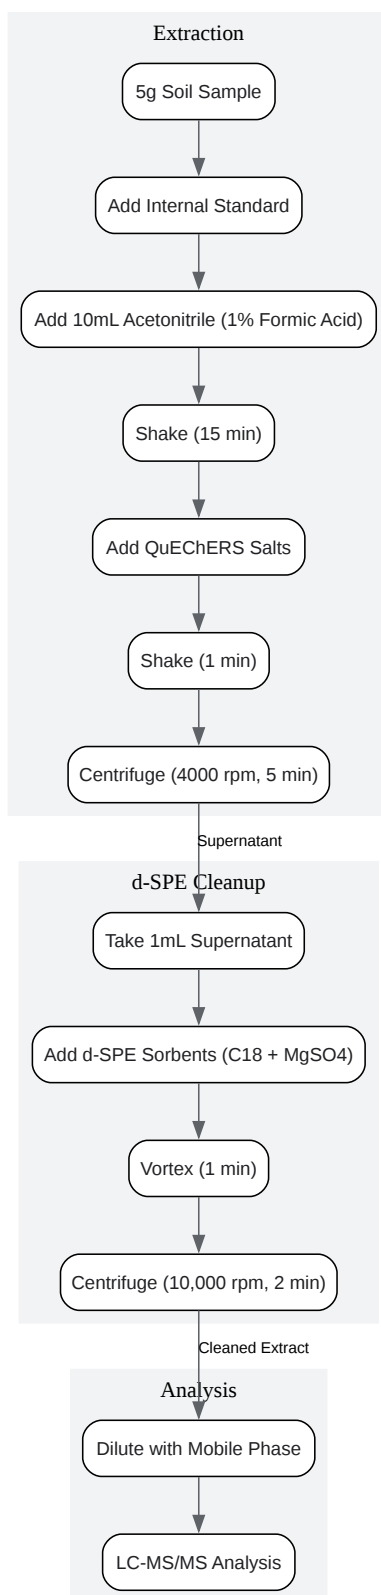 Extraction
5g Soil Sample
Add Internal Standard
Add 10mL Acetonitrile (1% Formic Acid)
Shake (15 min)
Add QuEChERS Salts
Shake (1 min)
Centrifuge (4000 rpm, 5 min)
Supernatant
d-SPE Cleanup
Take 1mL Supernatant
Add d-SPE Sorbents (C18 + MgSO4)
Vortex (1 min)
Centrifuge (10,000 rpm, 2 min)
Cleaned Extract
Analysis
Dilute with Mobile Phase
LC-MS/MS Analysis